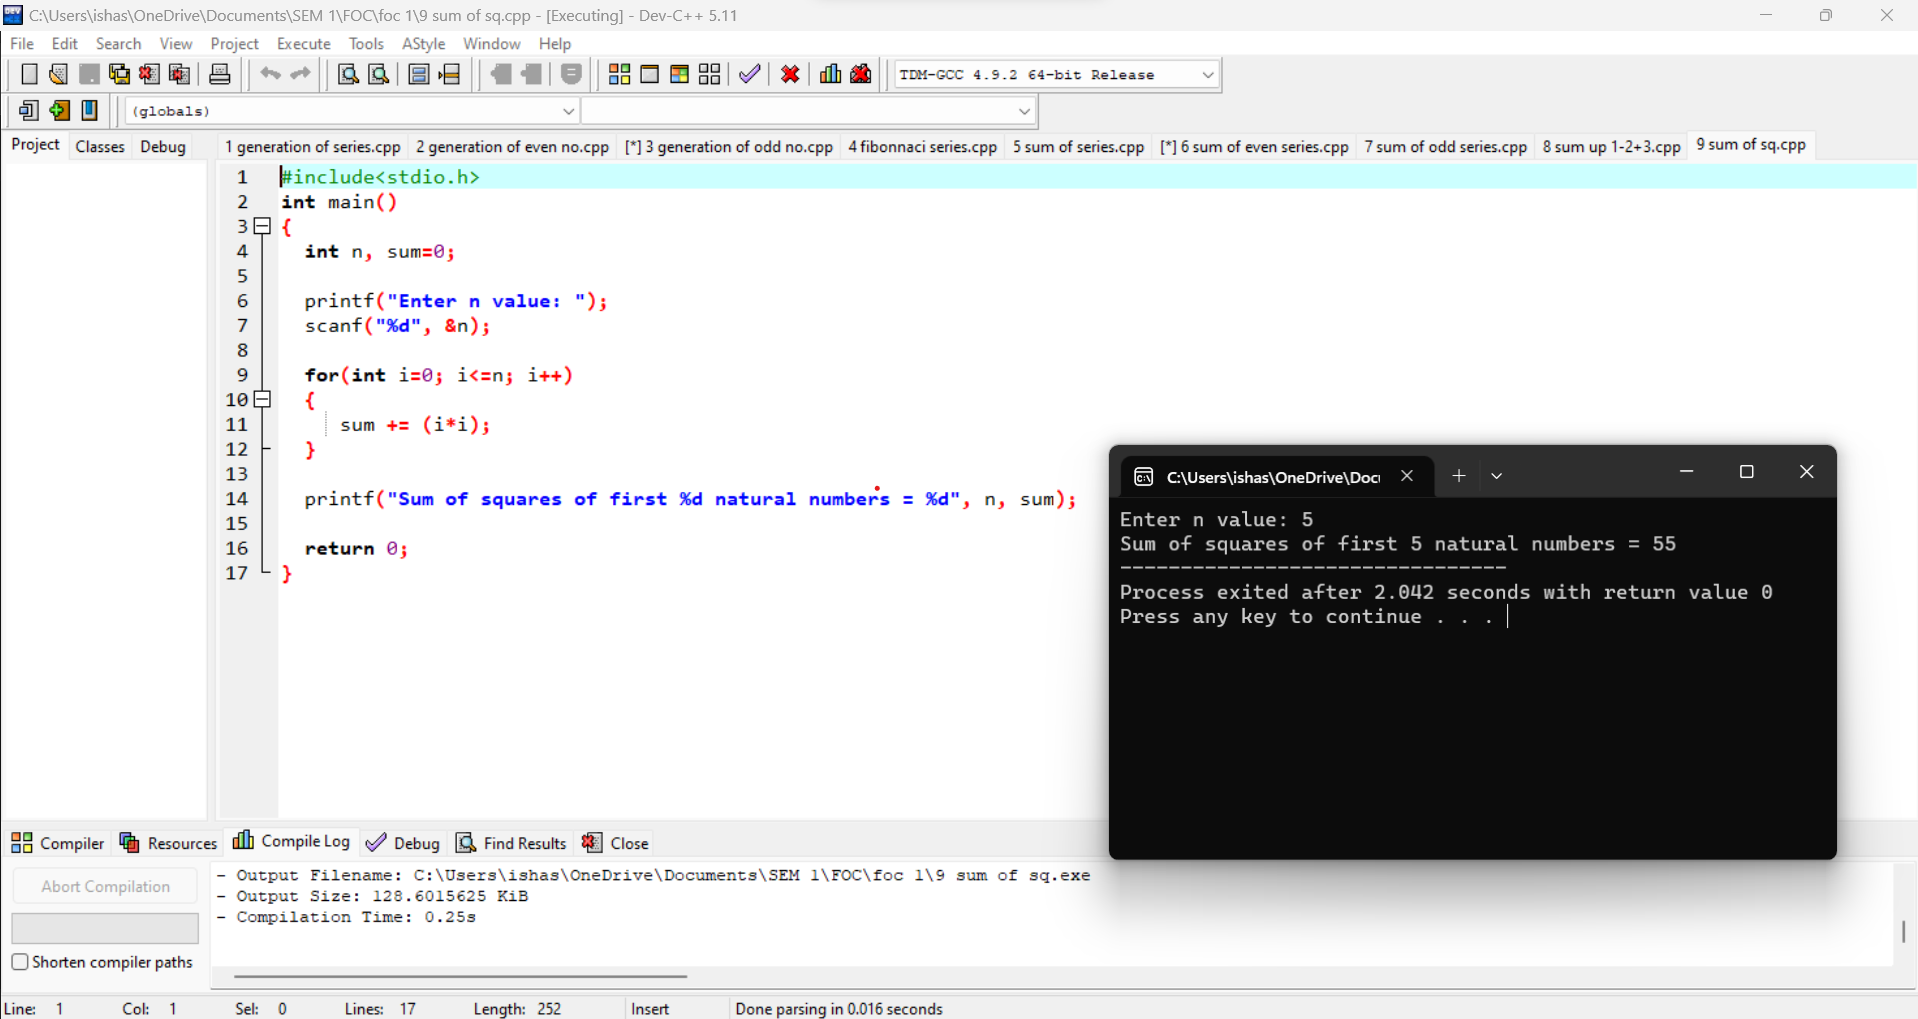 C:\Users\ishas\OneDrive\Documents\SEM 1\FOC\foc 1\9 sum of sq.cpp - [Executing] - Dev-C++ 5.11
File Edit Search View Project Execute Tools AStyle Window Help
TDM-GCC 4.9.2 64-bit Release
(globals)
Project Classes Debug
1 generation of series.cpp 2 generation of even no.cpp [*] 3 generation of odd no.cpp 4 fibonnaci series.cpp 5 sum of series.cpp [*] 6 sum of even series.cpp 7 sum of odd series.cpp 8 sum up 1-2+3.cpp 9 sum of sq.cpp
1 #include<stdio.h>
2 int main()
3 {
4 int n, sum=0;
5
6 printf("Enter n value: ");
7 scanf("%d", &n);
8
9 for(int i=0; i<=n; i++)
10 {
11 sum += (i*i);
12 }
13
14 printf("Sum of squares of first %d natural numbers = %d", n, sum);
15
16 return 0;
17 }
C:\Users\ishas\OneDrive\Docu
Enter n value: 5
Sum of squares of first 5 natural numbers = 55
--------------------------------
Process exited after 2.042 seconds with return value 0
Press any key to continue . . .
Compiler Resources Compile Log Debug Find Results Close
Abort Compilation
Shorten compiler paths
- Output Filename: C:\Users\ishas\OneDrive\Documents\SEM 1\FOC\foc 1\9 sum of sq.exe
- Output Size: 128.6015625 KiB
- Compilation Time: 0.25s
Line: 1 Col: 1 Sel: 0 Lines: 17 Length: 252 Insert Done parsing in 0.016 seconds